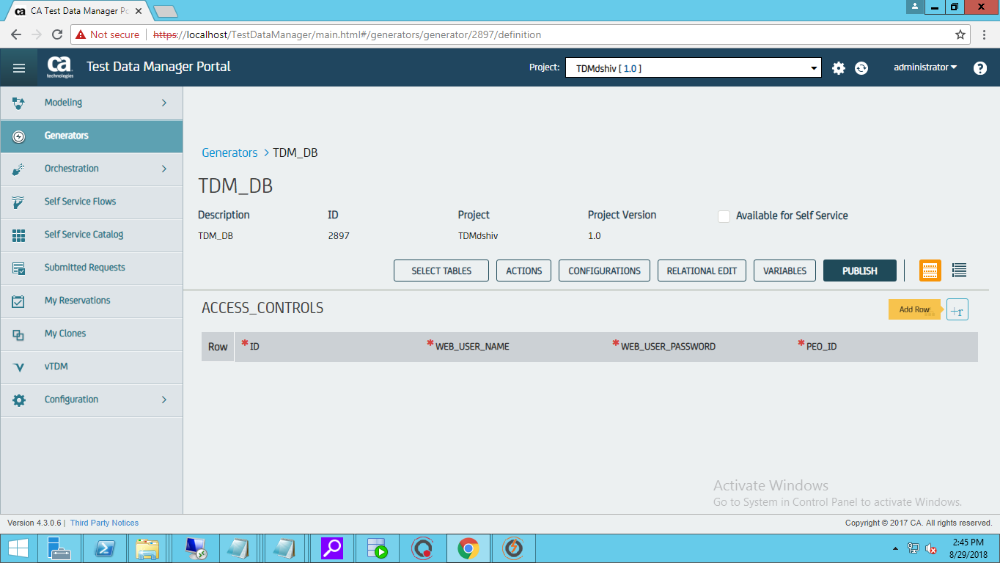 CA Test Data Manager Po
Not secure
https://localhost/TestDataManager/main.html#/generators/generator/2897/definition
ca
technologies
Test Data Manager Portal
Project:
TDMdshiv [ 1.0 ]
administrator
?
Modeling
Generators
Orchestration
Self Service Flows
Self Service Catalog
Submitted Requests
My Reservations
My Clones
vTDM
Configuration
Generators > TDM_DB
TDM_DB
Description ID Project Project Version Available for Self Service
TDM_DB 2897 TDMdshiv 1.0
SELECT TABLES ACTIONS CONFIGURATIONS RELATIONAL EDIT VARIABLES PUBLISH
ACCESS_CONTROLS
Add Row
+r
Row *ID *WEB_USER_NAME *WEB_USER_PASSWORD *PEO_ID
Activate Windows
Go to System in Control Panel to activate Windows.
Version 4.3.0.6 | Third Party Notices
Copyright © 2017 CA. All rights reserved.
2:45 PM
8/29/2018